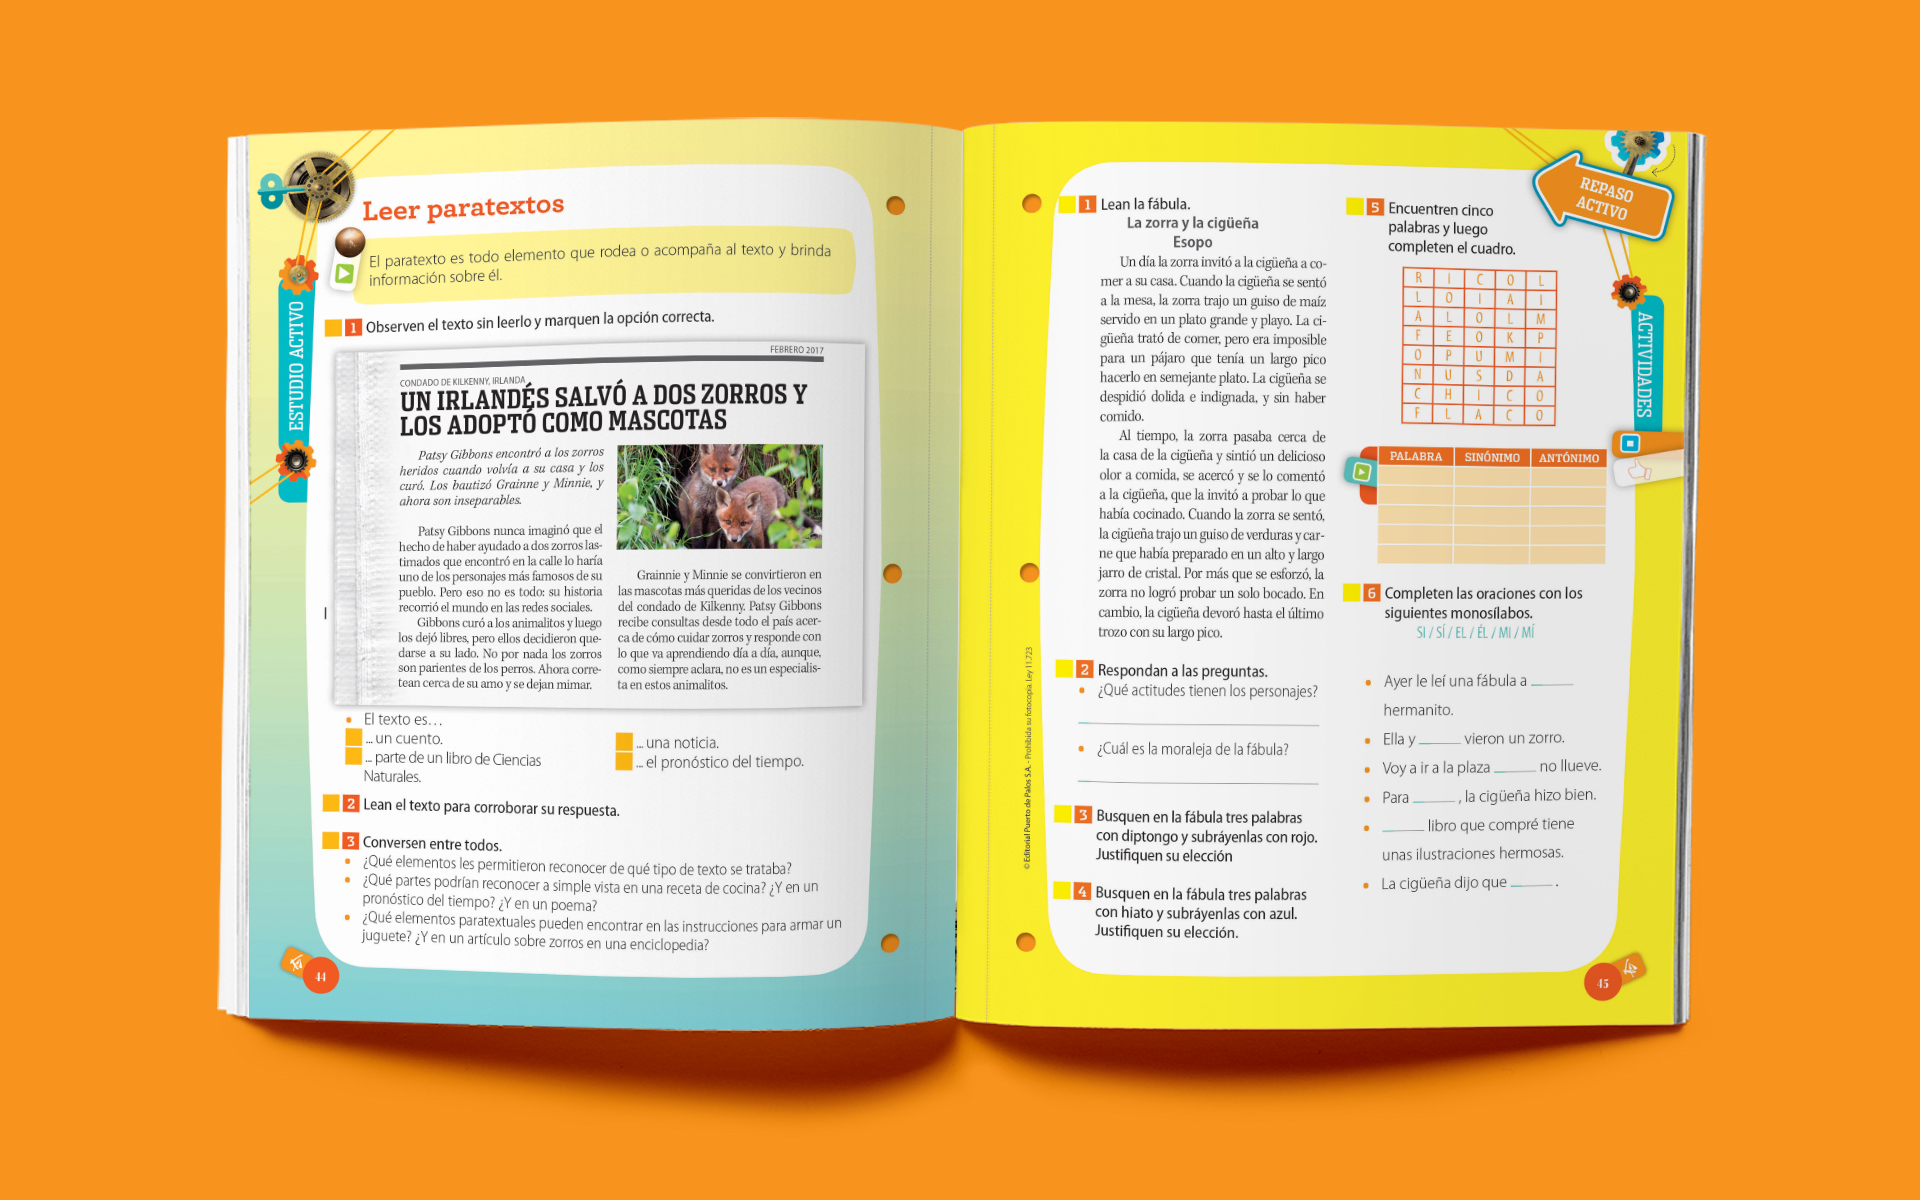 ESTUDIO ACTIVO
Leer paratextos
El paratexto es todo elemento que rodea o acompaña al texto y brinda
información sobre él.
1 Observen el texto sin leerlo y marquen la opción correcta.
FEBRERO 2017
CONDADO DE KILKENNY, IRLANDA
UN IRLANDÉS SALVÓ A DOS ZORROS Y
LOS ADOPTÓ COMO MASCOTAS
Patsy Gibbons encontró a los zorros
heridos cuando volvía a su casa y los
curó. Los bautizó Grainne y Minnie, y
ahora son inseparables.
Patsy Gibbons nunca imaginó que el
hecho de haber ayudado a dos zorros las-
timados que encontró en la calle lo haría
uno de los personajes más famosos de su
pueblo. Pero eso no es todo: su historia
recorrió el mundo en las redes sociales.
Gibbons curó a los animalitos y luego
los dejó libres, pero ellos decidieron que-
darse a su lado. No por nada los zorros
son parientes de los perros. Ahora corre-
tean cerca de su amo y se dejan mimar.
Grainnie y Minnie se convirtieron en
las mascotas más queridas de los vecinos
del condado de Kilkenny. Patsy Gibbons
recibe consultas desde todo el país acer-
ca de cómo cuidar zorros y responde con
lo que va aprendiendo día a día, aunque,
como siempre aclara, no es un especialis-
ta en estos animalitos.
• El texto es...
... un cuento.
... parte de un libro de Ciencias
Naturales.
... una noticia.
... el pronóstico del tiempo.
2 Lean el texto para corroborar su respuesta.
3 Conversen entre todos.
• ¿Qué elementos les permitieron reconocer de qué tipo de texto se trataba?
• ¿Qué partes podrían reconocer a simple vista en una receta de cocina? ¿Y en un
pronóstico del tiempo? ¿Y en un poema?
• ¿Qué elementos paratextuales pueden encontrar en las instrucciones para armar un
juguete? ¿Y en un artículo sobre zorros en una enciclopedia?
44
1 Lean la fábula.
La zorra y la cigüeña
Esopo
Un día la zorra invitó a la cigüeña a co-
mer a su casa. Cuando la cigüeña se sentó
a la mesa, la zorra trajo un guiso de maíz
servido en un plato grande y playo. La ci-
güeña trató de comer, pero era imposible
para un pájaro que tenía un largo pico
hacerlo en semejante plato. La cigüeña se
despidió dolida e indignada, y sin haber
comido.
Al tiempo, la zorra pasaba cerca de
la casa de la cigüeña y sintió un delicioso
olor a comida, se acercó y se lo comentó
a la cigüeña, que la invitó a probar lo que
había cocinado. Cuando la zorra se sentó,
la cigüeña trajo un guiso de verduras y car-
ne que había preparado en un alto y largo
jarro de cristal. Por más que se esforzó, la
zorra no logró probar un solo bocado. En
cambio, la cigüeña devoró hasta el último
trozo con su largo pico.
2 Respondan a las preguntas.
• ¿Qué actitudes tienen los personajes?
• ¿Cuál es la moraleja de la fábula?
3 Busquen en la fábula tres palabras
con diptongo y subráyenlas con rojo.
Justifiquen su elección
4 Busquen en la fábula tres palabras
con hiato y subráyenlas con azul.
Justifiquen su elección.
© Editorial Puerto de Palos S.A. - Prohibida su fotocopia. Ley 11.723
REPASO
ACTIVO
ACTIVIDADES
5 Encuentren cinco
palabras y luego
completen el cuadro.
R I C O L
L O I A I
A L O L M
F E O K P
O P U M I
N U S D A
C H I C O
F L A C O
PALABRA SINÓNIMO ANTÓNIMO
6 Completen las oraciones con los
siguientes monosílabos.
SI / SÍ / EL / ÉL / MI / MÍ
• Ayer le leí una fábula a ______
hermanito.
• Ella y ______ vieron un zorro.
• Voy a ir a la plaza ______ no llueve.
• Para ______, la cigüeña hizo bien.
• ______ libro que compré tiene
unas ilustraciones hermosas.
• La cigüeña dijo que ______.
45